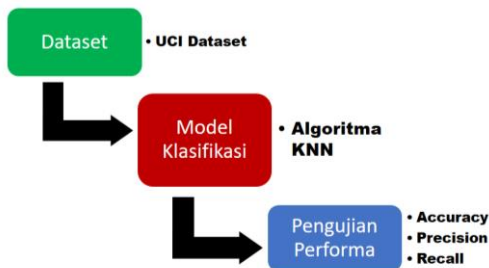 Dataset
• UCI Dataset
Model
Klasifikasi
• Algoritma
KNN
Pengujian
Performa
• Accuracy
• Precision
• Recall